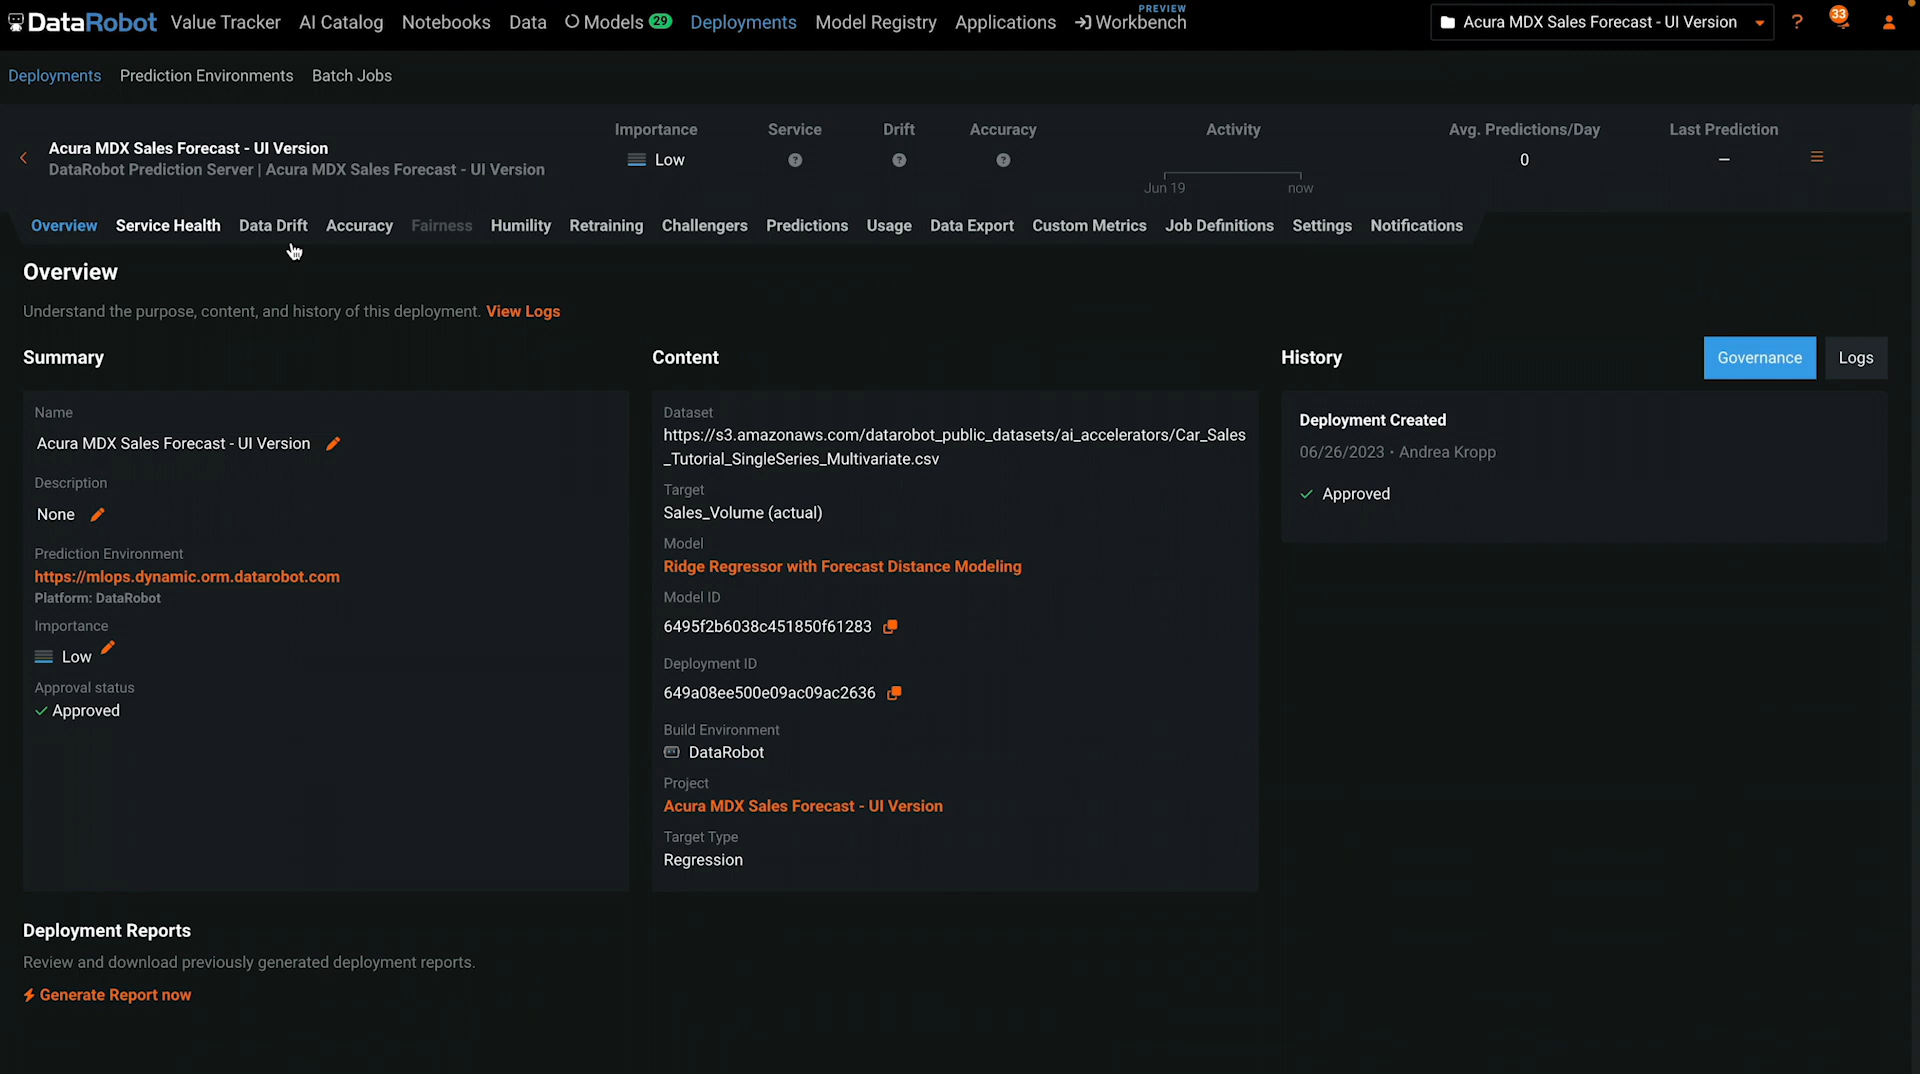 DataRobot Value Tracker AI Catalog Notebooks Data Models 29 Deployments Model Registry Applications PREVIEW Workbench Acura MDX Sales Forecast - UI Version ? 33
Deployments Prediction Environments Batch Jobs
Importance Service Drift Accuracy Activity Avg. Predictions/Day Last Prediction
Acura MDX Sales Forecast - UI Version
DataRobot Prediction Server | Acura MDX Sales Forecast - UI Version
Low ? ? ? 0 –
Jun 19 now
Overview Service Health Data Drift Accuracy Fairness Humility Retraining Challengers Predictions Usage Data Export Custom Metrics Job Definitions Settings Notifications
Overview
Understand the purpose, content, and history of this deployment. View Logs
Summary
Name
Acura MDX Sales Forecast - UI Version
Description
None
Prediction Environment
https://mlops.dynamic.orm.datarobot.com
Platform: DataRobot
Importance
Low
Approval status
Approved
Content
Dataset
https://s3.amazonaws.com/datarobot_public_datasets/ai_accelerators/Car_Sales
_Tutorial_SingleSeries_Multivariate.csv
Target
Sales_Volume (actual)
Model
Ridge Regressor with Forecast Distance Modeling
Model ID
6495f2b6038c451850f61283
Deployment ID
649a08ee500e09ac09ac2636
Build Environment
DataRobot
Project
Acura MDX Sales Forecast - UI Version
Target Type
Regression
History
Governance Logs
Deployment Created
06/26/2023 • Andrea Kropp
Approved
Deployment Reports
Review and download previously generated deployment reports.
Generate Report now